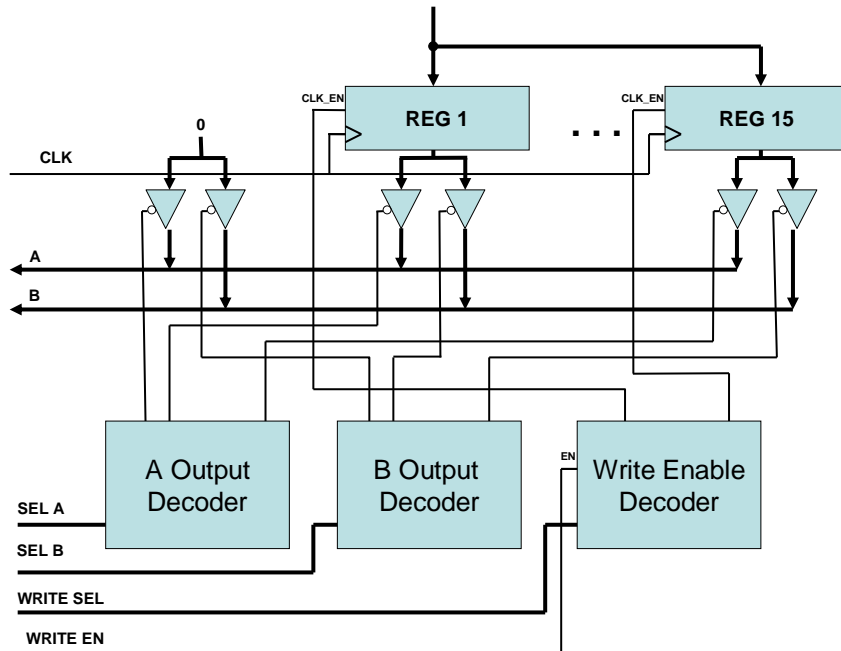 CLK_EN
REG 1
. . .
CLK_EN
REG 15
0
CLK
A
B
A Output
Decoder
B Output
Decoder
EN
Write Enable
Decoder
SEL A
SEL B
WRITE SEL
WRITE EN